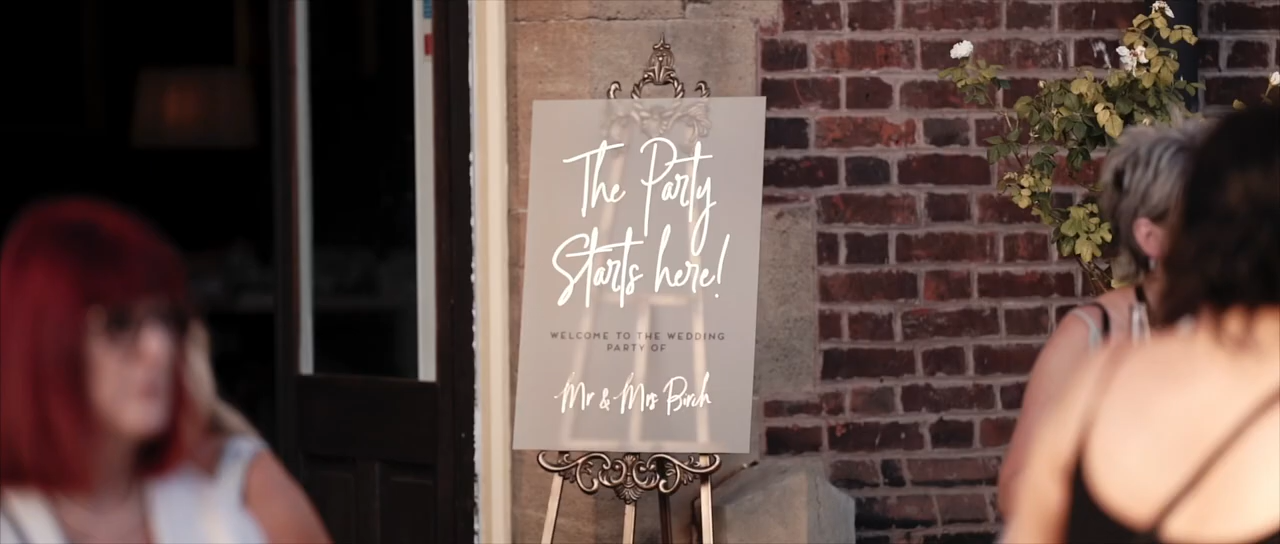 The Party
Starts here!
WELCOME TO THE WEDDING
PARTY OF
Mr & Mrs Birch